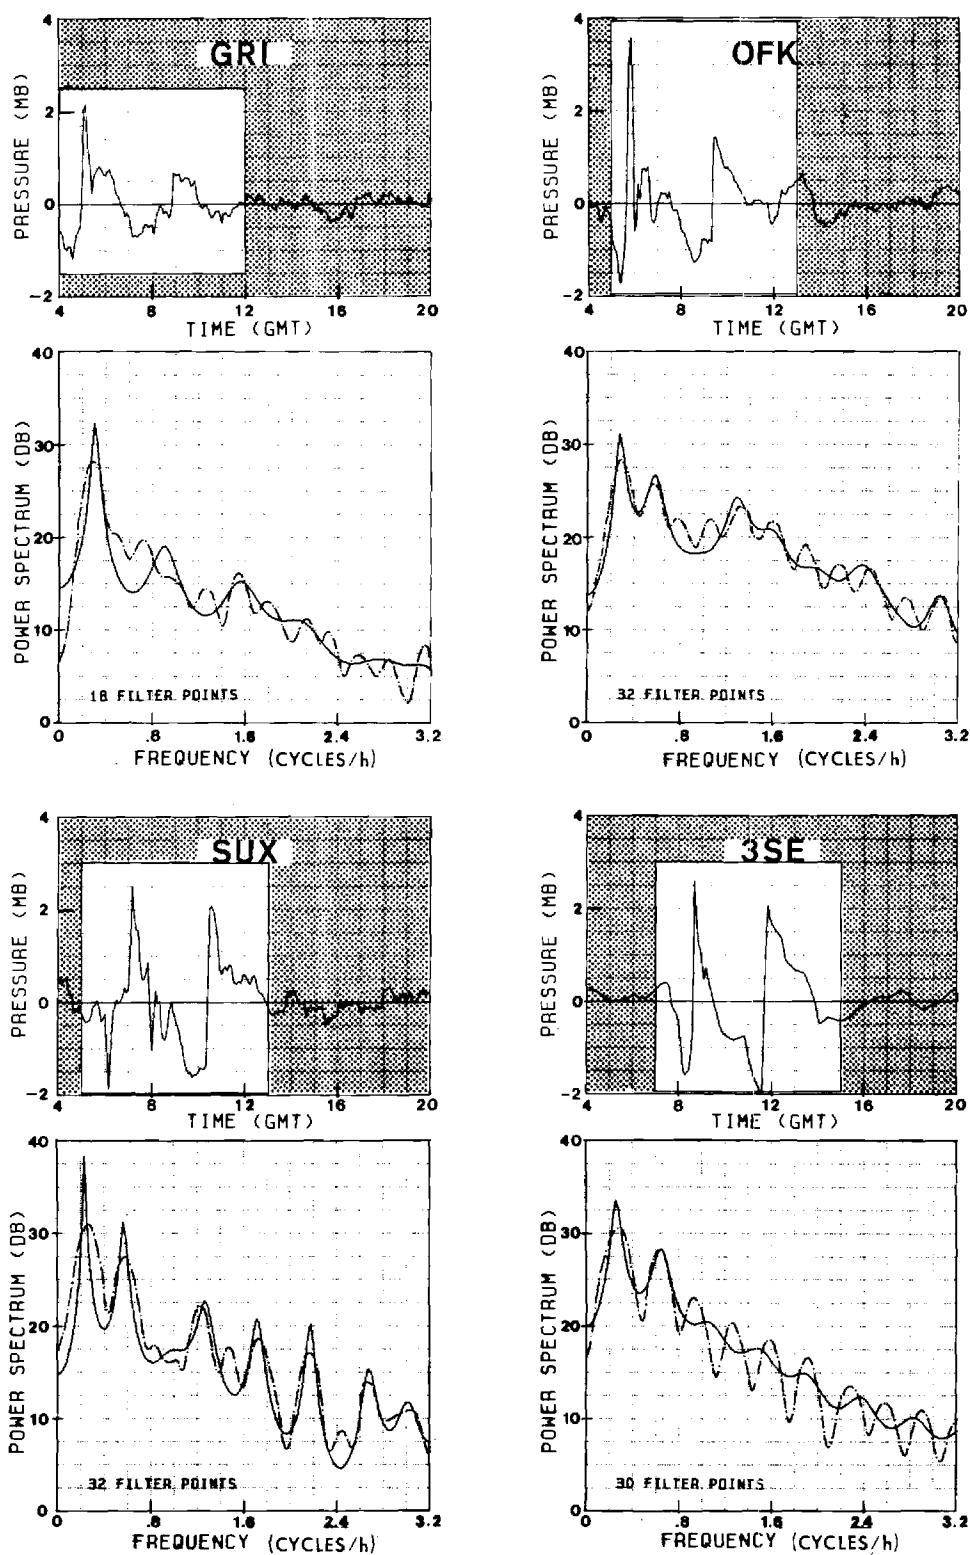 GRI
PRESSURE (MB)
4
2
0
-2
4 8 12 16 20
TIME (GMT)
OFK
PRESSURE (MB)
4
2
0
-2
4 8 12 16 20
TIME (GMT)
POWER SPECTRUM (DB)
40
30
20
10
0
18 FILTER POINTS
0 .8 1.6 2.4 3.2
FREQUENCY (CYCLES/h)
POWER SPECTRUM (DB)
40
30
20
10
0
32 FILTER POINTS
0 .8 1.6 2.4 3.2
FREQUENCY (CYCLES/h)
SUX
PRESSURE (MB)
4
2
0
-2
4 8 12 16 20
TIME (GMT)
3SE
PRESSURE (MB)
4
2
0
-2
4 8 12 16 20
TIME (GMT)
POWER SPECTRUM (DB)
40
30
20
10
0
32 FILTER POINTS
0 .8 1.6 2.4 3.2
FREQUENCY (CYCLES/h)
POWER SPECTRUM (DB)
40
30
20
10
0
30 FILTER POINTS
0 .8 1.6 2.4 3.2
FREQUENCY (CYCLES/h)